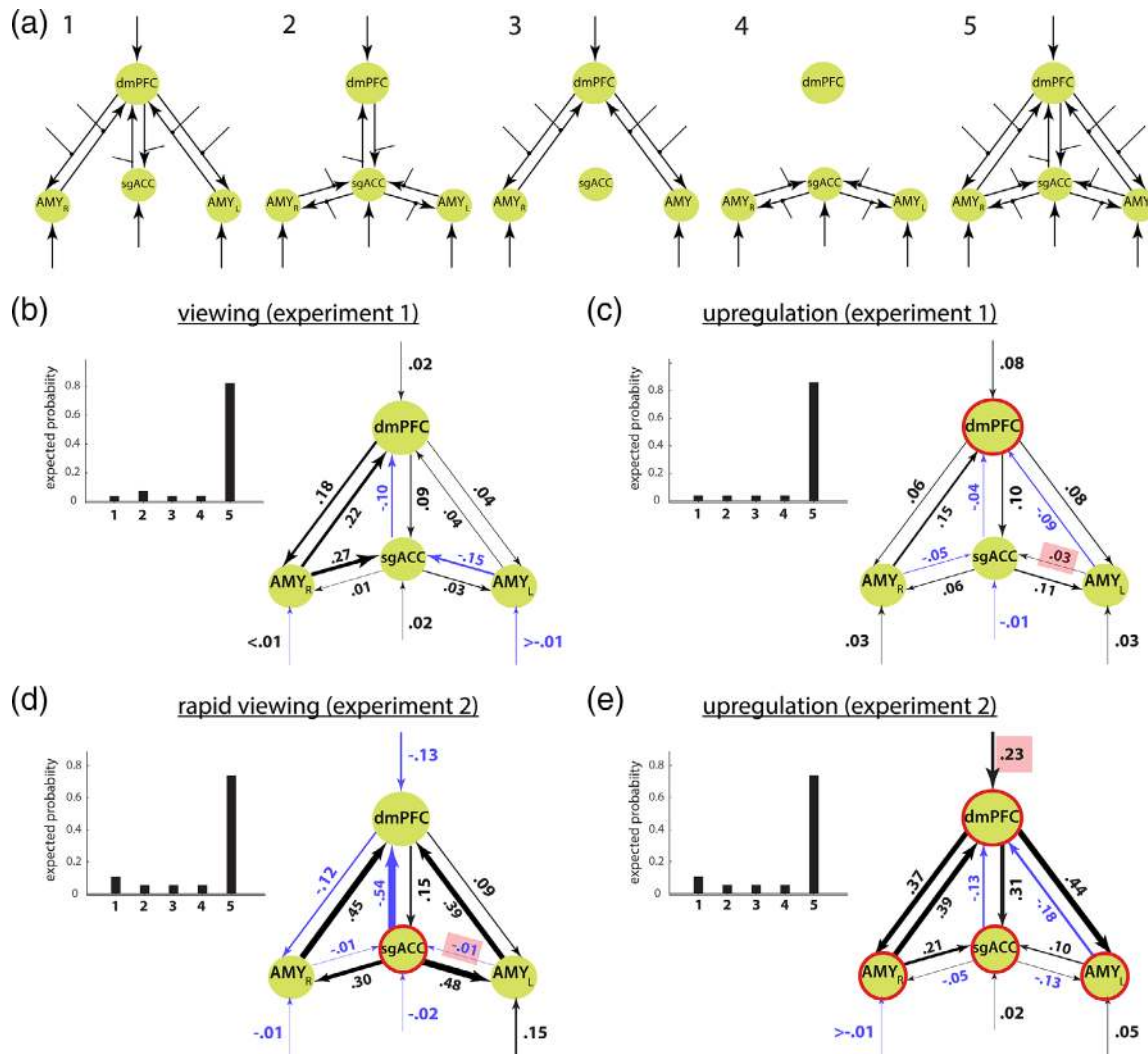 (a) 1 2 3 4 5
dmPFC dmPFC dmPFC dmPFC dmPFC
sgACC sgACC sgACC sgACC sgACC
AMYR AMYL AMYR AMYL AMYR AMY AMYR AMYL AMYR AMYL
(b) viewing (experiment 1)
expected probability
0.8
0.6
0.4
0.2
0
1 2 3 4 5
.02
dmPFC
.18 .22 -.10 .09 .04 .04
.27 sgACC -.15
AMYR .01 .03 AMYL
<.01 .02 >-.01
(c) upregulation (experiment 1)
expected probability
0.8
0.6
0.4
0.2
0
1 2 3 4 5
.08
dmPFC
.06 .15 -.04 .10 -.09 .08
-.05 sgACC .03
AMYR .06 .11 AMYL
.03 -.01 .03
(d) rapid viewing (experiment 2)
expected probability
0.8
0.6
0.4
0.2
0
1 2 3 4 5
-.13
dmPFC
-.12 .45 -.54 .15 .39 .09
-.01 sgACC -.01
AMYR .30 .48 AMYL
-.01 -.02 .15
(e) upregulation (experiment 2)
expected probability
0.8
0.6
0.4
0.2
0
1 2 3 4 5
.23
dmPFC
.37 .39 -.13 .31 -.18 .44
.21 sgACC .10
AMYR -.05 -.13 AMYL
>-.01 .02 .05